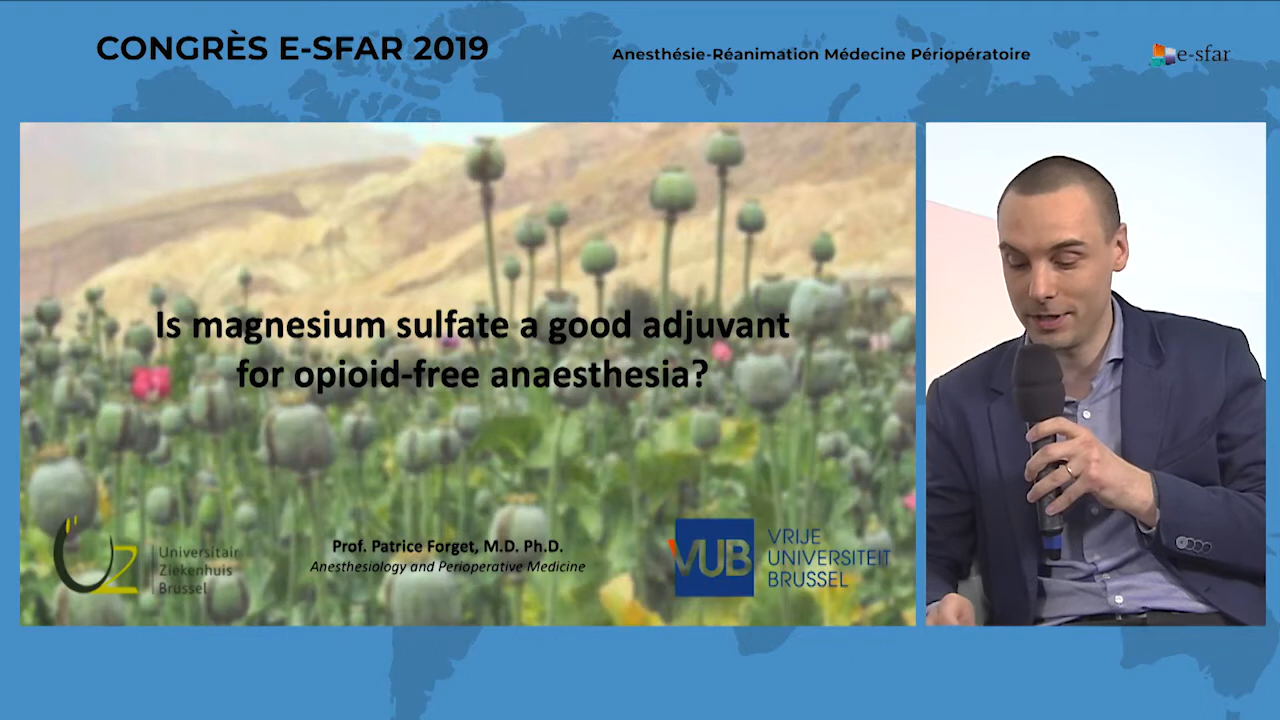 CONGRÈS E-SFAR 2019
Anesthésie-Réanimation Médecine Périopératoire
e-sfar
Is magnesium sulfate a good adjuvant
for opioid-free anaesthesia?
Prof. Patrice Forget, M.D. Ph.D.
Anesthesiology and Perioperative Medicine
UZ
Universitair
Ziekenhuis
Brussel
VUB
VRIJE
UNIVERSITEIT
BRUSSEL